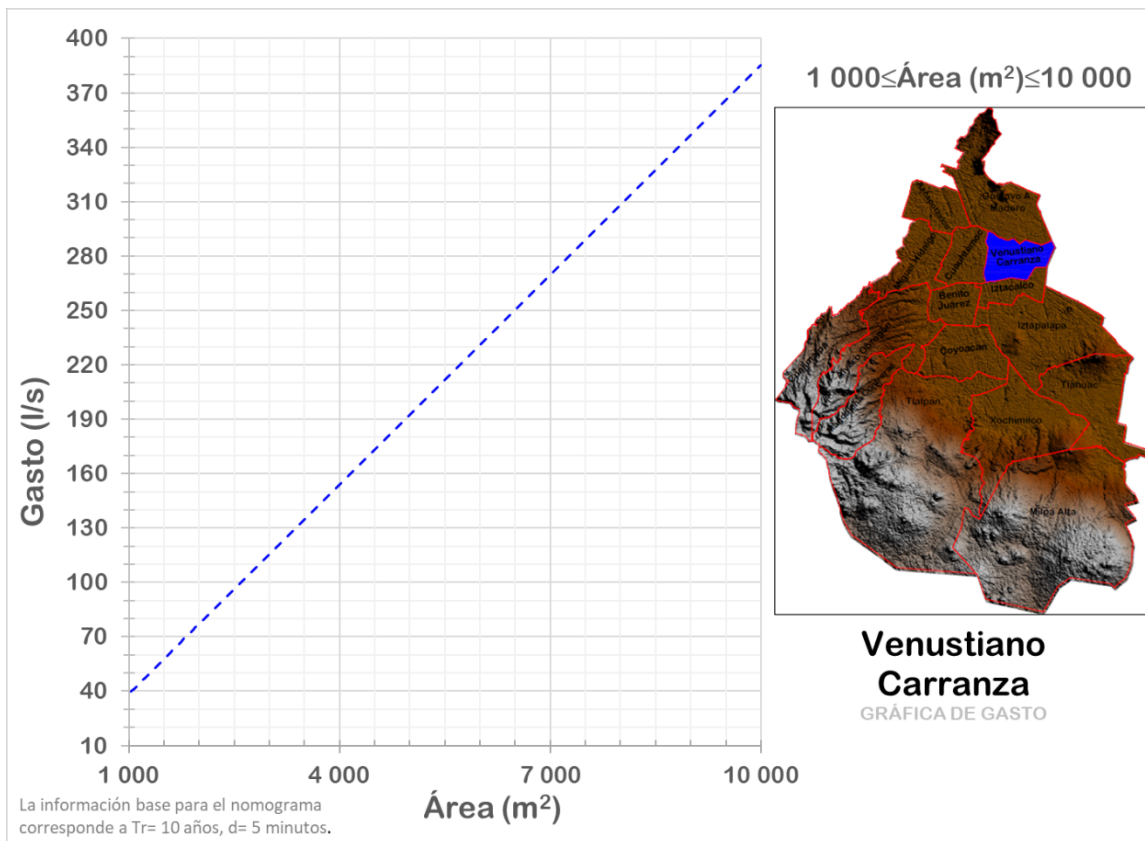 400
370
340
310
280
250
220
190
160
130
100
70
40
10
Gasto (l/s)
1 000
4 000
7 000
10 000
Área (m²)
La información base para el nomograma
corresponde a Tr= 10 años, d= 5 minutos.
1 000≤Área (m²)≤10 000
Gustavo A.
Madero
Miguel Hidalgo
Cuauhtémoc
Venustiano
Carranza
Iztacalco
Benito
Juárez
Iztapalapa
Coyoacán
Tláhuac
Tlalpan
Xochimilco
Milpa Alta
Venustiano
Carranza
GRÁFICA DE GASTO